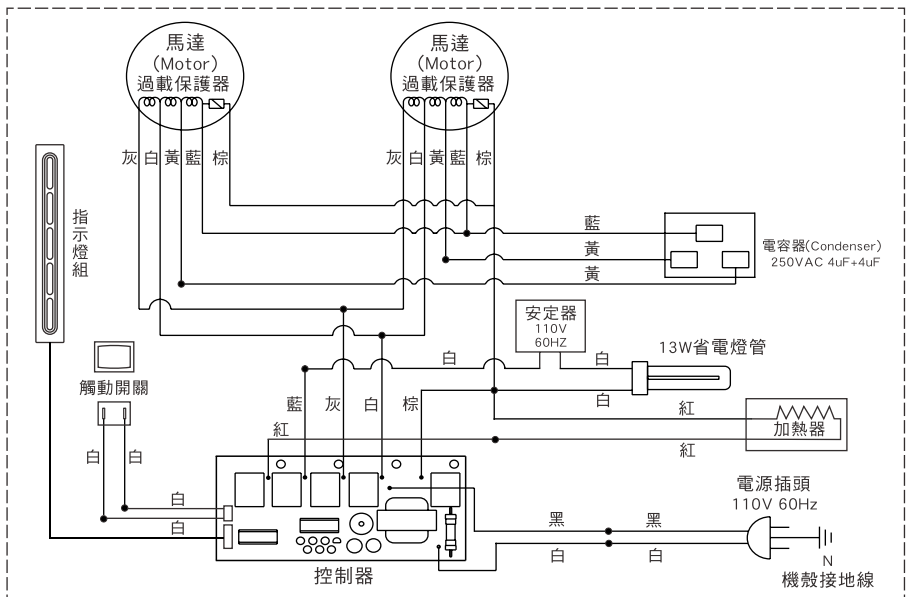 馬達
(Motor)
過載保護器
馬達
(Motor)
過載保護器
灰 白 黃 藍 棕
灰 白 黃 藍 棕
指示燈組
藍
黃
黃
電容器(Condenser)
250VAC 4uF+4uF
安定器
110V
60HZ
13W省電燈管
白
白
白
觸動開關
藍 灰 白 棕
紅
紅
加熱器
紅
白 白
白
白
電源插頭
110V 60Hz
黑 黑
白 白
N
機殼接地線
控制器